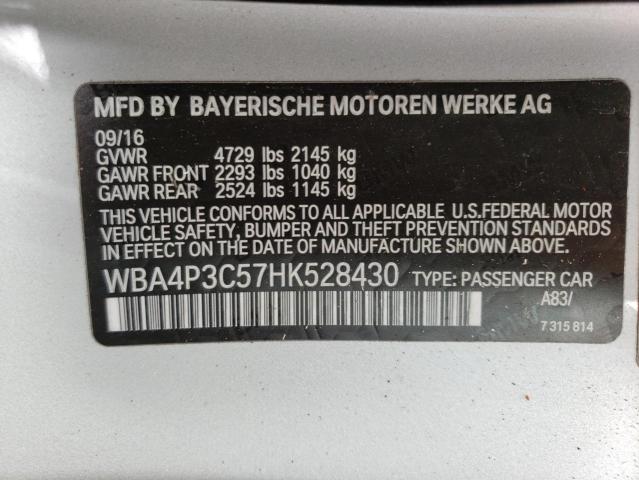 MFD BY BAYERISCHE MOTOREN WERKE AG
09/16
GVWR 4729 lbs 2145 kg
GAWR FRONT 2293 lbs 1040 kg
GAWR REAR 2524 lbs 1145 kg
THIS VEHICLE CONFORMS TO ALL APPLICABLE U.S.FEDERAL MOTOR
VEHICLE SAFETY, BUMPER AND THEFT PREVENTION STANDARDS
IN EFFECT ON THE DATE OF MANUFACTURE SHOWN ABOVE.
WBA4P3C57HK528430 TYPE: PASSENGER CAR
A83/
7 315 814